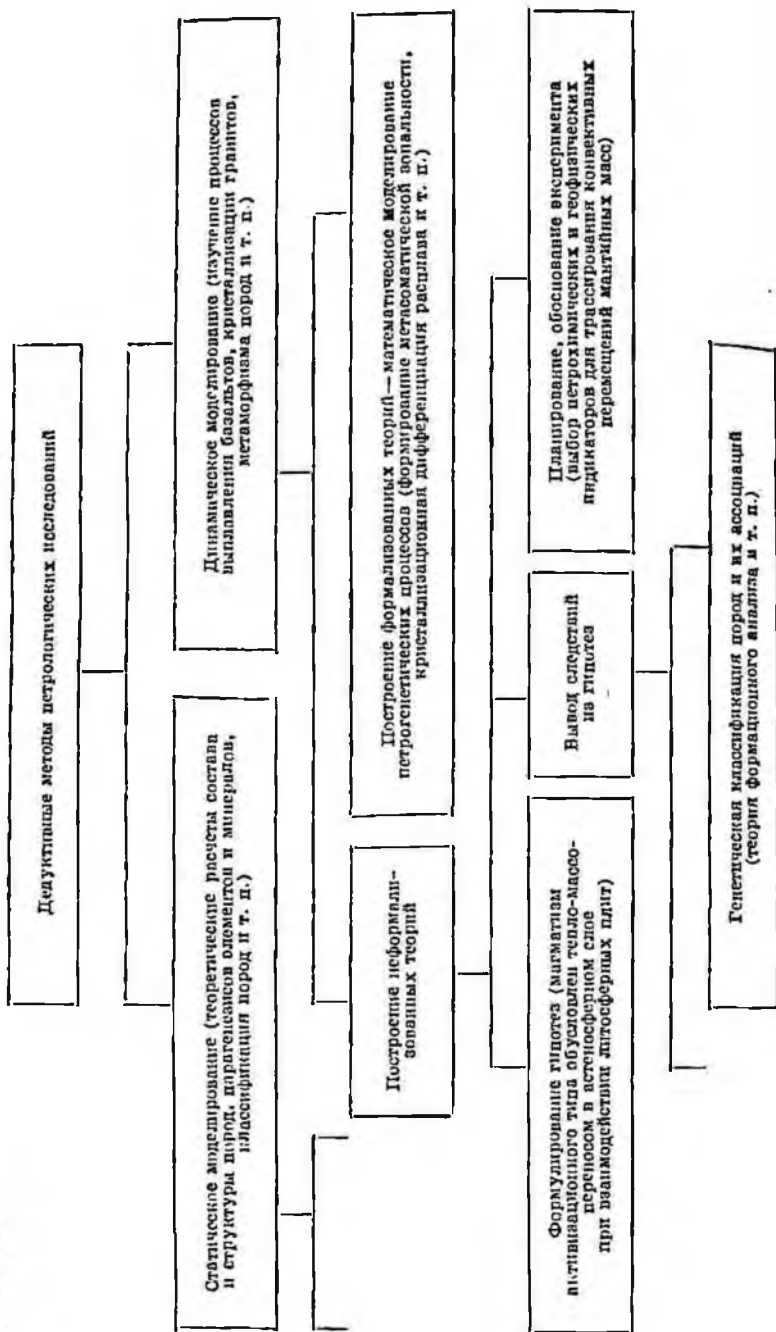 Дедуктивные методы петрологических исследований
Статическое моделирование (теоретические расчеты состава
и структуры пород, парагенезисов элементов и минералов,
классификация пород и т. п.)
Динамическое моделирование (изучение процессов
выплавления базальтов, кристаллизации гранитов,
метаморфизма пород и т. п.)
Построение неформали-
зованных теорий
Построение формализованных теорий — математическое моделирование
петрогенетических процессов (формирование метасоматической зональности,
кристаллизационная дифференциация расплава и т. п.)
Формулирование гипотез (магматизм
активизационного типа обусловлен тепло-массо-
переносом в астеносферном слое
при взаимодействии литосферных плит)
Вывод следствий
из гипотез
Планирование, обоснование эксперимента
(выбор петрохимических и геофизических
индикаторов для трассирования конвективных
перемещений мантийных масс)
Генетическая классификация пород и их ассоциаций
(теория формационного анализа и т. п.)